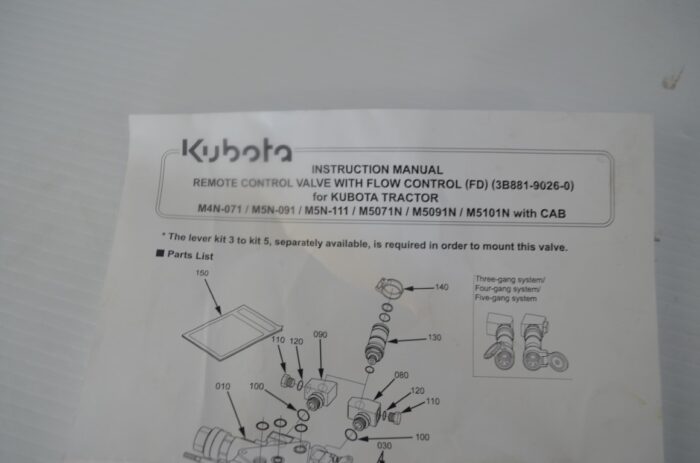 Kubota
INSTRUCTION MANUAL
REMOTE CONTROL VALVE WITH FLOW CONTROL (FD) (3B881-9026-0)
for KUBOTA TRACTOR
M4N-071 / M5N-091 / M5N-111 / M5071N / M5091N / M5101N with CAB
* The lever kit 3 to kit 5, separately available, is required in order to mount this valve.
■ Parts List
150
140
Three-gang system/
Four-gang system/
Five-gang system
090
110
120
130
080
120
110
010
100
100
030